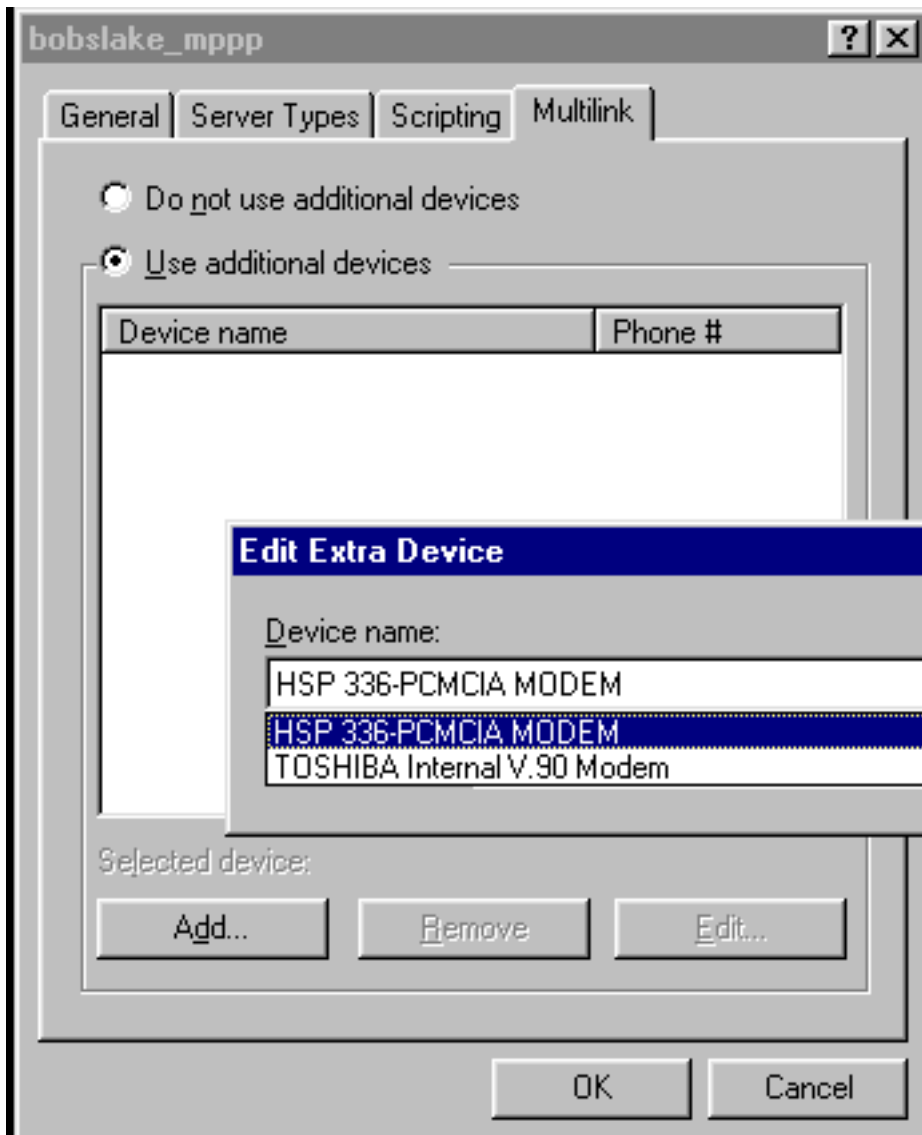 bobslake_mppp
General Server Types Scripting Multilink
Do not use additional devices
Use additional devices
Device name Phone #
Edit Extra Device
Device name:
HSP 336-PCMCIA MODEM
HSP 336-PCMCIA MODEM
TOSHIBA Internal V.90 Modem
Selected device:
Add... Remove Edit...
OK Cancel